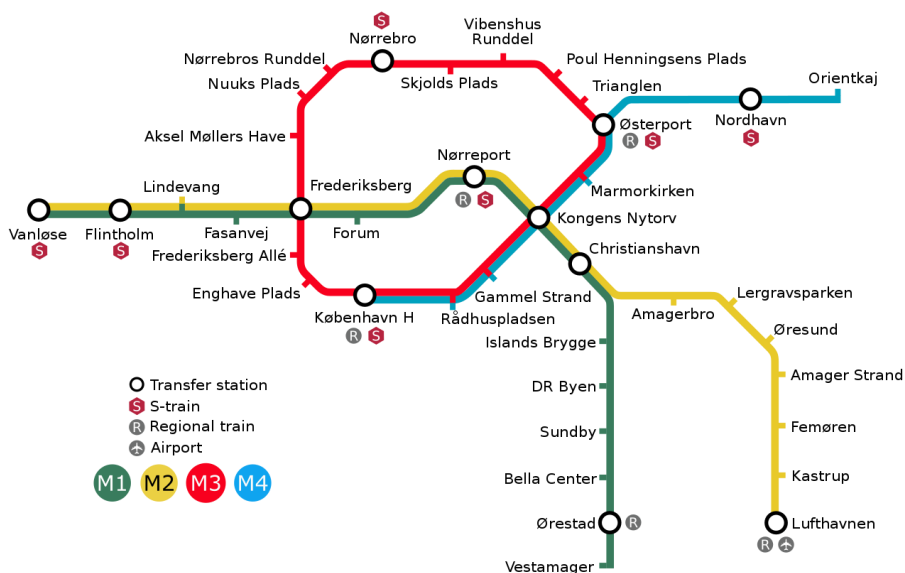 S
Nørrebro
Vibenshus
Runddel
Nørrebros Runddel
Poul Henningsens Plads
Nuuks Plads
Skjolds Plads
Trianglen
Orientkaj
Aksel Møllers Have
Østerport
R S
Nordhavn
S
Nørreport
R S
Lindevang
Frederiksberg
Marmorkirken
Kongens Nytorv
Vanløse
S
Flintholm
S
Fasanvej
Forum
Christianshavn
Frederiksberg Allé
Enghave Plads
København H
R S
Gammel Strand
Rådhuspladsen
Lergravsparken
Amagerbro
Øresund
Islands Brygge
Amager Strand
DR Byen
Sundby
Femøren
Bella Center
Kastrup
Ørestad R
Lufthavnen
R
Vestamager
Transfer station
S S-train
R Regional train
Airport
M1 M2 M3 M4